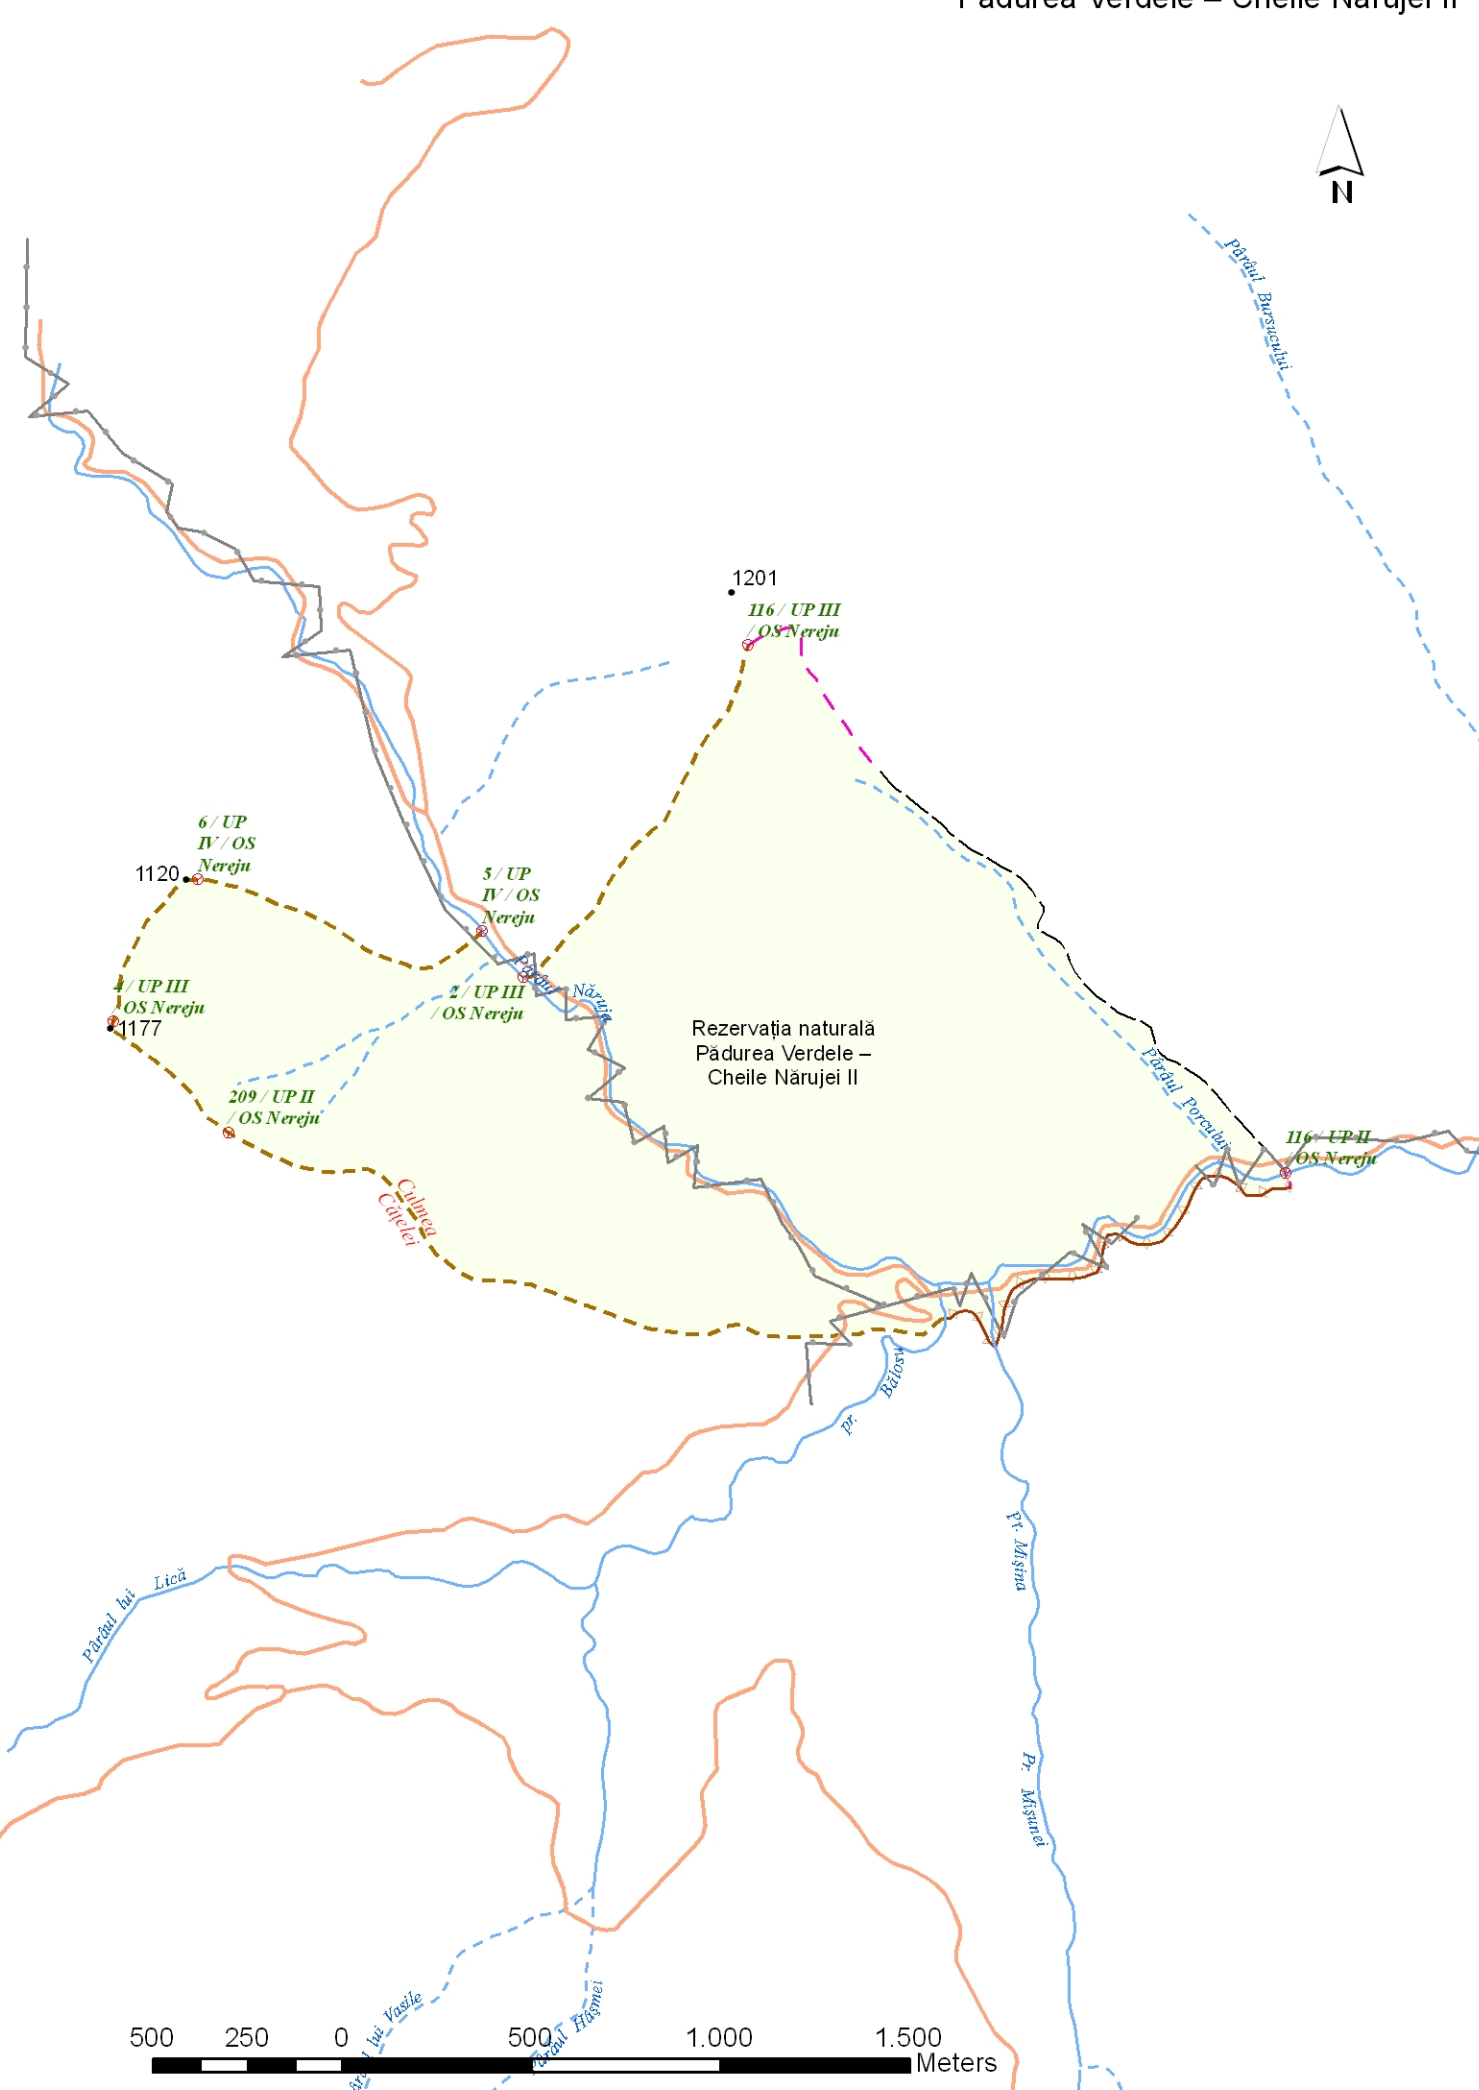 Pădurea Verdele – Cheile Nărujei II
N
Pârâul Bursucului
1201
116 / UP III
/ OS Nereju
6 / UP
IV / OS
Nereju
1120
5 / UP
IV / OS
Nereju
4 / UP III
/ OS Nereju
1177
2 / UP III
/ OS Nereju
Pârâul Năruja
Rezervația naturală
Pădurea Verdele –
Cheile Nărujei II
209 / UP II
/ OS Nereju
Pârâul Porcului
116 / UP II
/ OS Nereju
Culmea
Cățelei
pr. Bălosu
Pr. Mișina
Pârâul lui Lică
Pr. Mișunei
lui Vasile
Pârâul Hâșmei
500 250 0 500 1.000 1.500
Meters